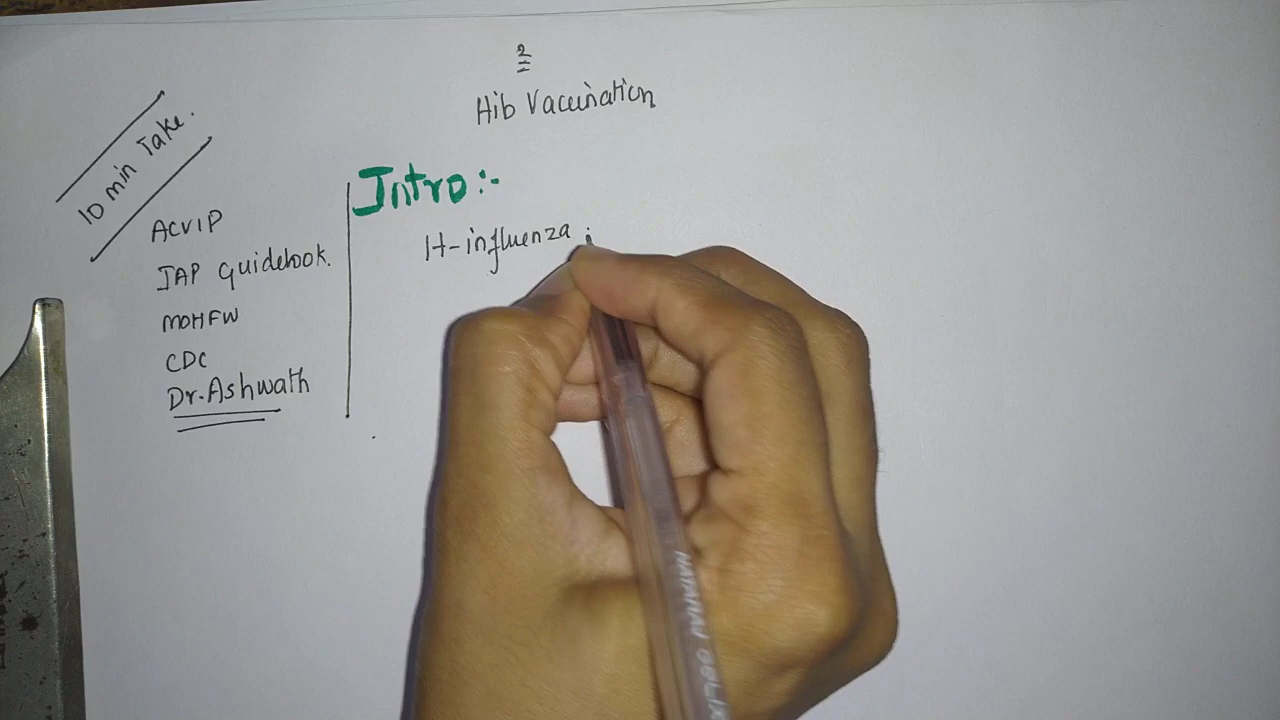 2
Hib Vaccination
10 min Take.
Intro :-
H-influenza
ACVIP
IAP Guidebook.
MOHFW
CDC
Dr. Ashwath